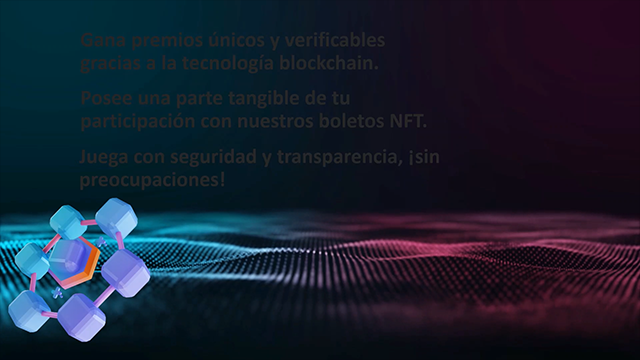 Gana premios únicos y verificables
gracias a la tecnología blockchain.
Posee una parte tangible de tu
participación con nuestros boletos NFT.
Juega con seguridad y transparencia, ¡sin
preocupaciones!